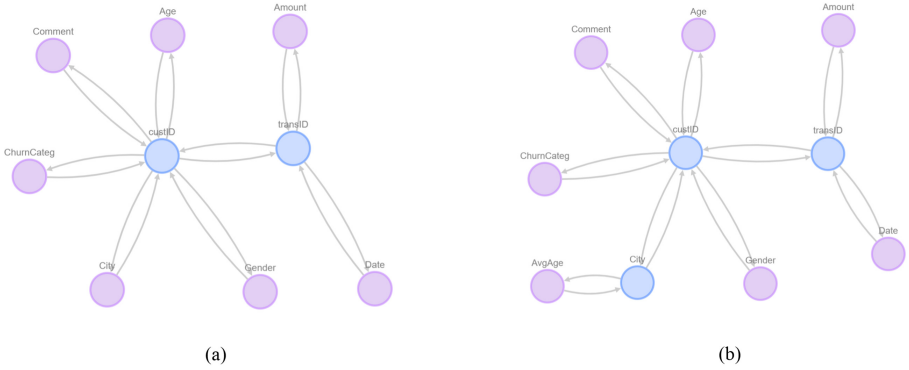 Age
Amount
Comment
custID
transID
ChurnCateg
City
Gender
Date
(a)
Age
Amount
Comment
custID
transID
ChurnCateg
Date
AvgAge
City
Gender
(b)